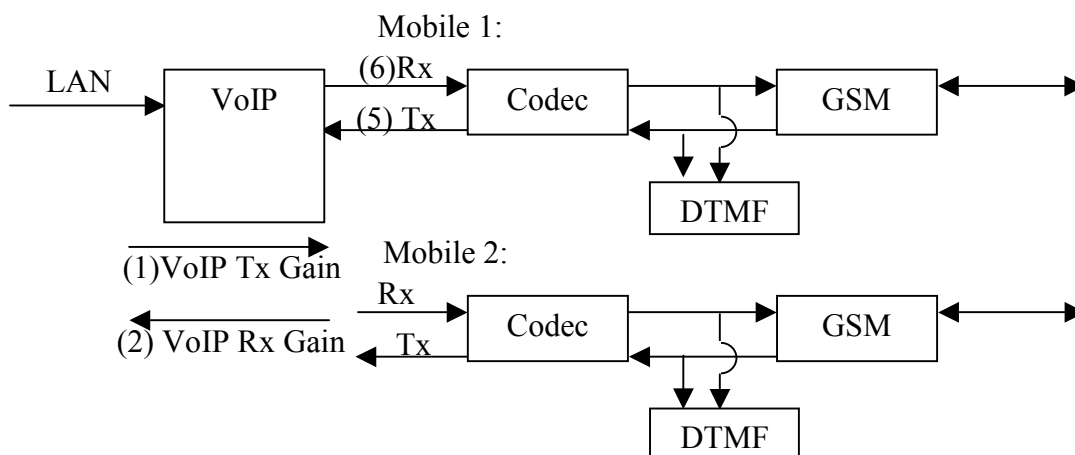 Mobile 1:
LAN
VoIP
(6)Rx
(5) Tx
Codec
GSM
DTMF
(1)VoIP Tx Gain
(2) VoIP Rx Gain
Mobile 2:
Rx
Tx
Codec
GSM
DTMF